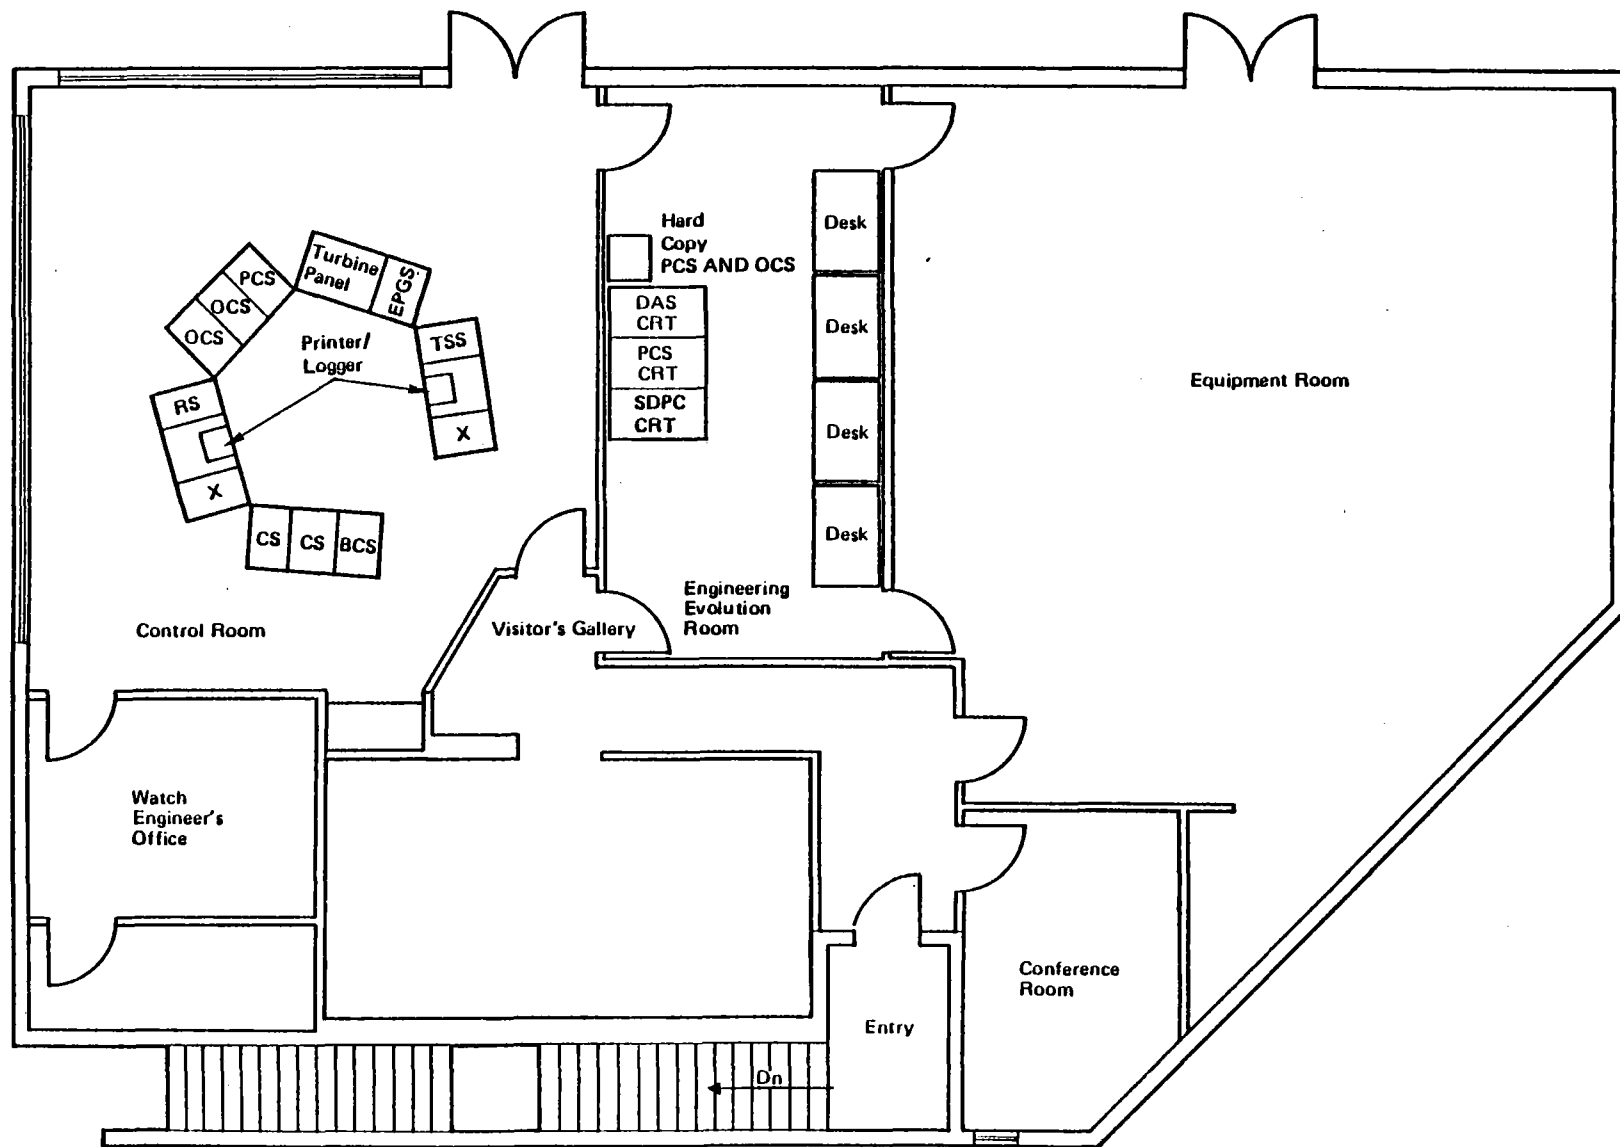 Turbine
Panel
EPGS
PCS
OCS
OCS
Printer/
Logger
TSS
X
RS
X
CS
CS
BCS
Control Room
Hard
Copy
PCS AND OCS
DAS
CRT
PCS
CRT
SDPC
CRT
Desk
Desk
Desk
Desk
Engineering
Evolution
Room
Visitor's Gallery
Equipment Room
Watch
Engineer's
Office
Conference
Room
Entry
Dn